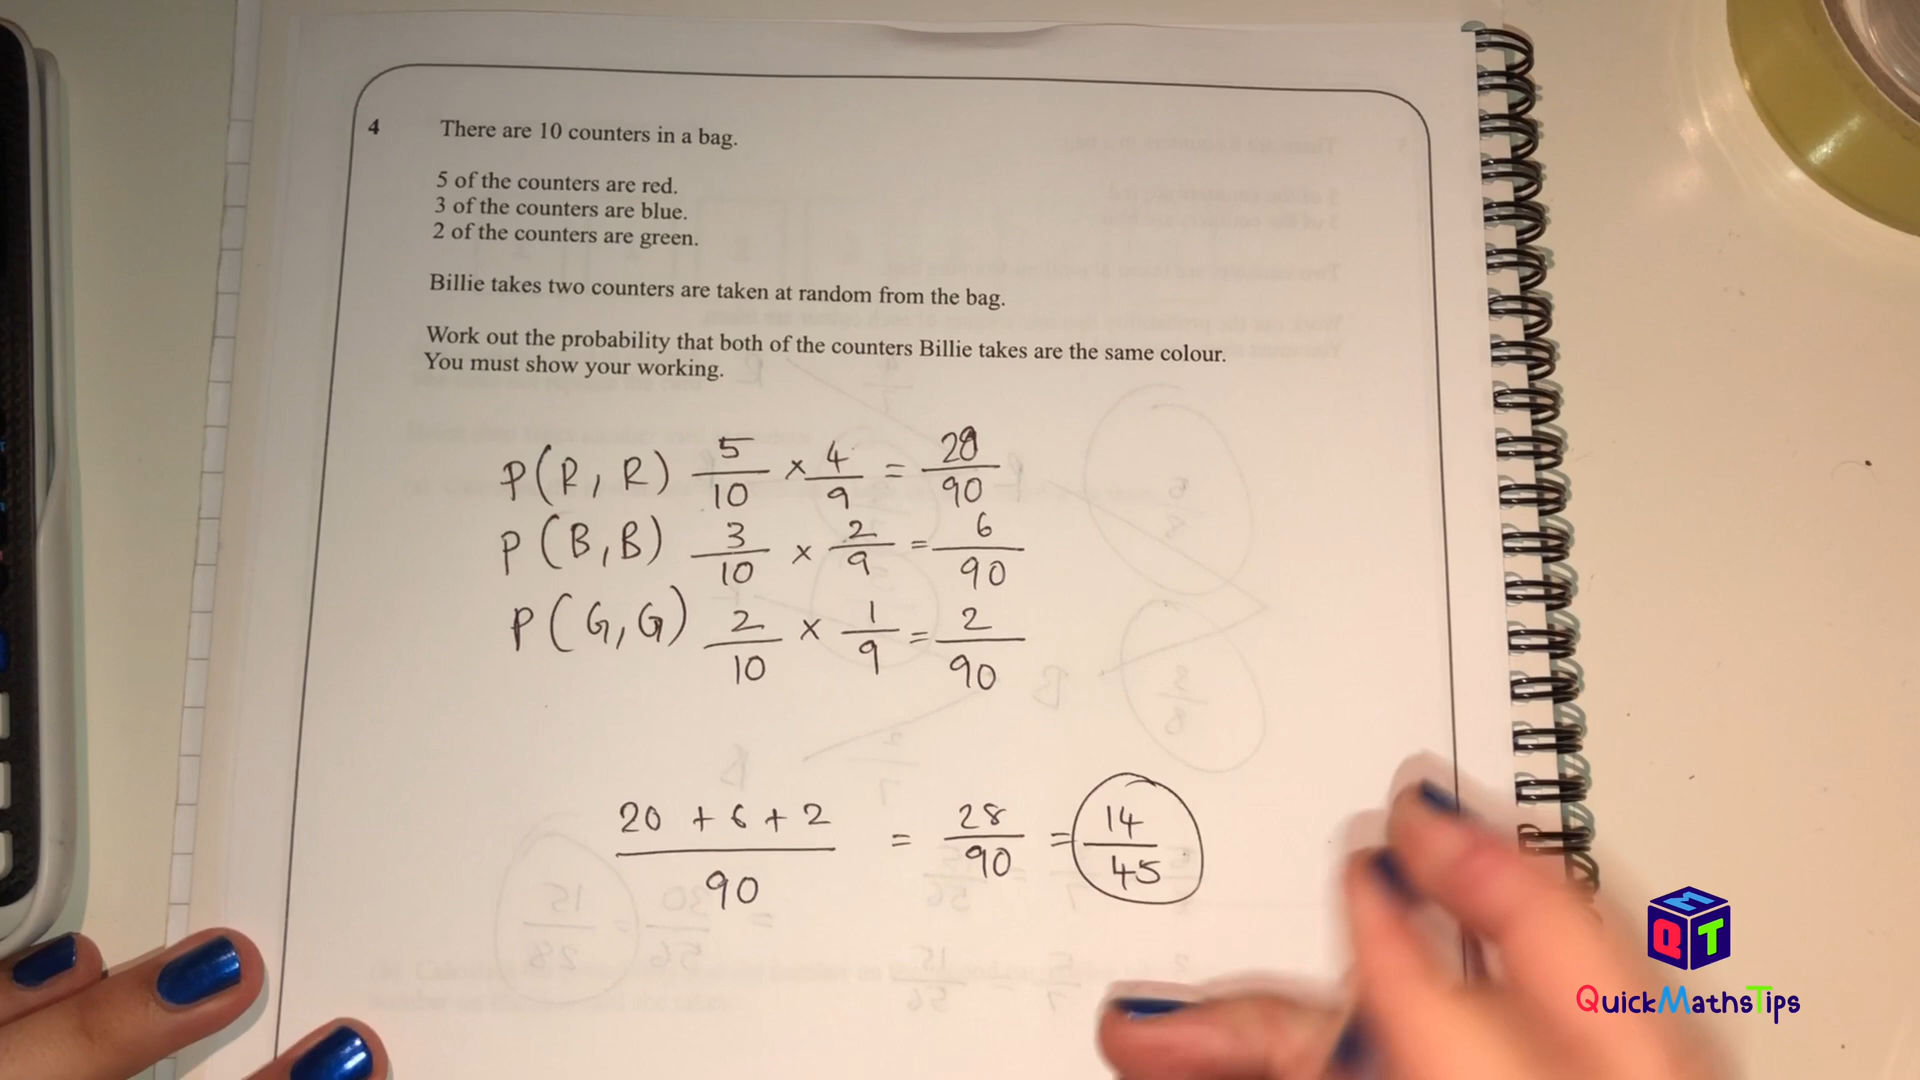 4 There are 10 counters in a bag.
5 of the counters are red.
3 of the counters are blue.
2 of the counters are green.
Billie takes two counters are taken at random from the bag.
Work out the probability that both of the counters Billie takes are the same colour.
You must show your working.
P(R, R) 5/10 × 4/9 = 20/90
P(B, B) 3/10 × 2/9 = 6/90
P(G, G) 2/10 × 1/9 = 2/90
20 + 6 + 2 / 90 = 28/90 = 14/45
QMT
QuickMathsTips